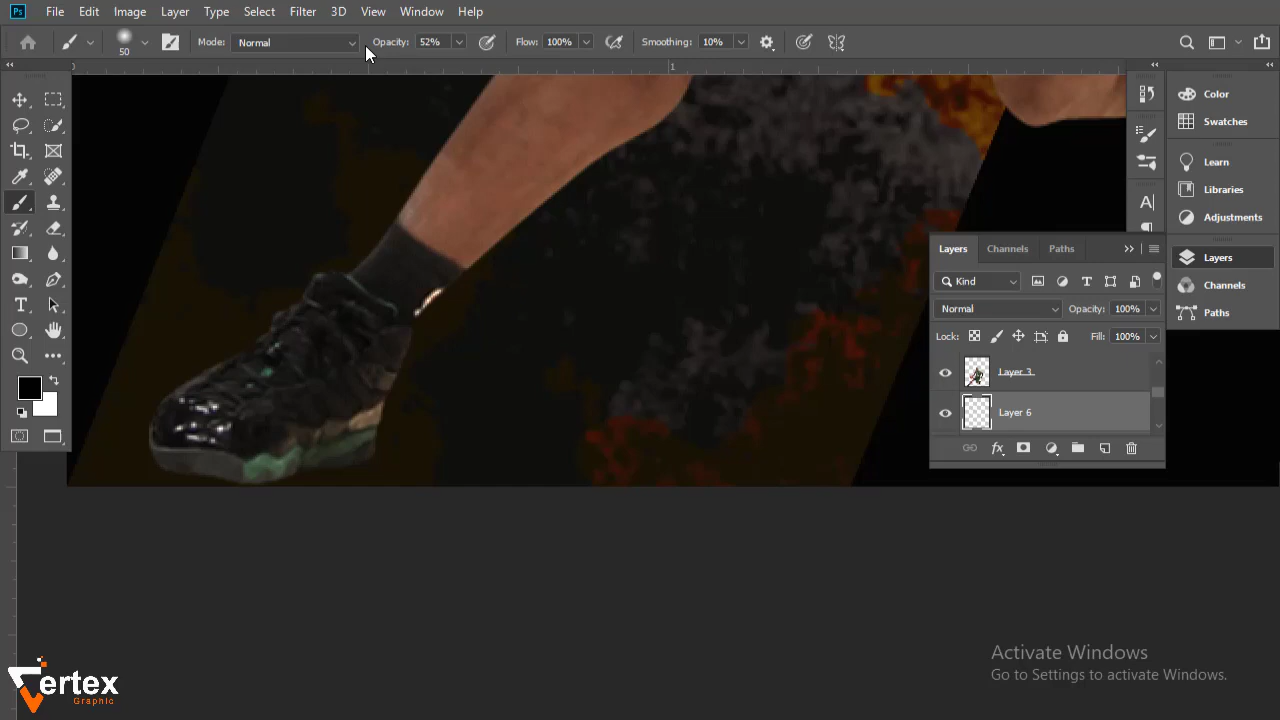 Ps File Edit Image Layer Type Select Filter 3D View Window Help
50 Mode: Normal Opacity: 52% Flow: 100% Smoothing: 10%
0 1
Color
Swatches
Learn
Libraries
Adjustments
Layers
Channels
Paths
Layers Channels Paths
Kind
Normal Opacity: 100%
Lock: Fill: 100%
Layer 3
Layer 6
Activate Windows
Go to Settings to activate Windows.
Vertex
Graphic